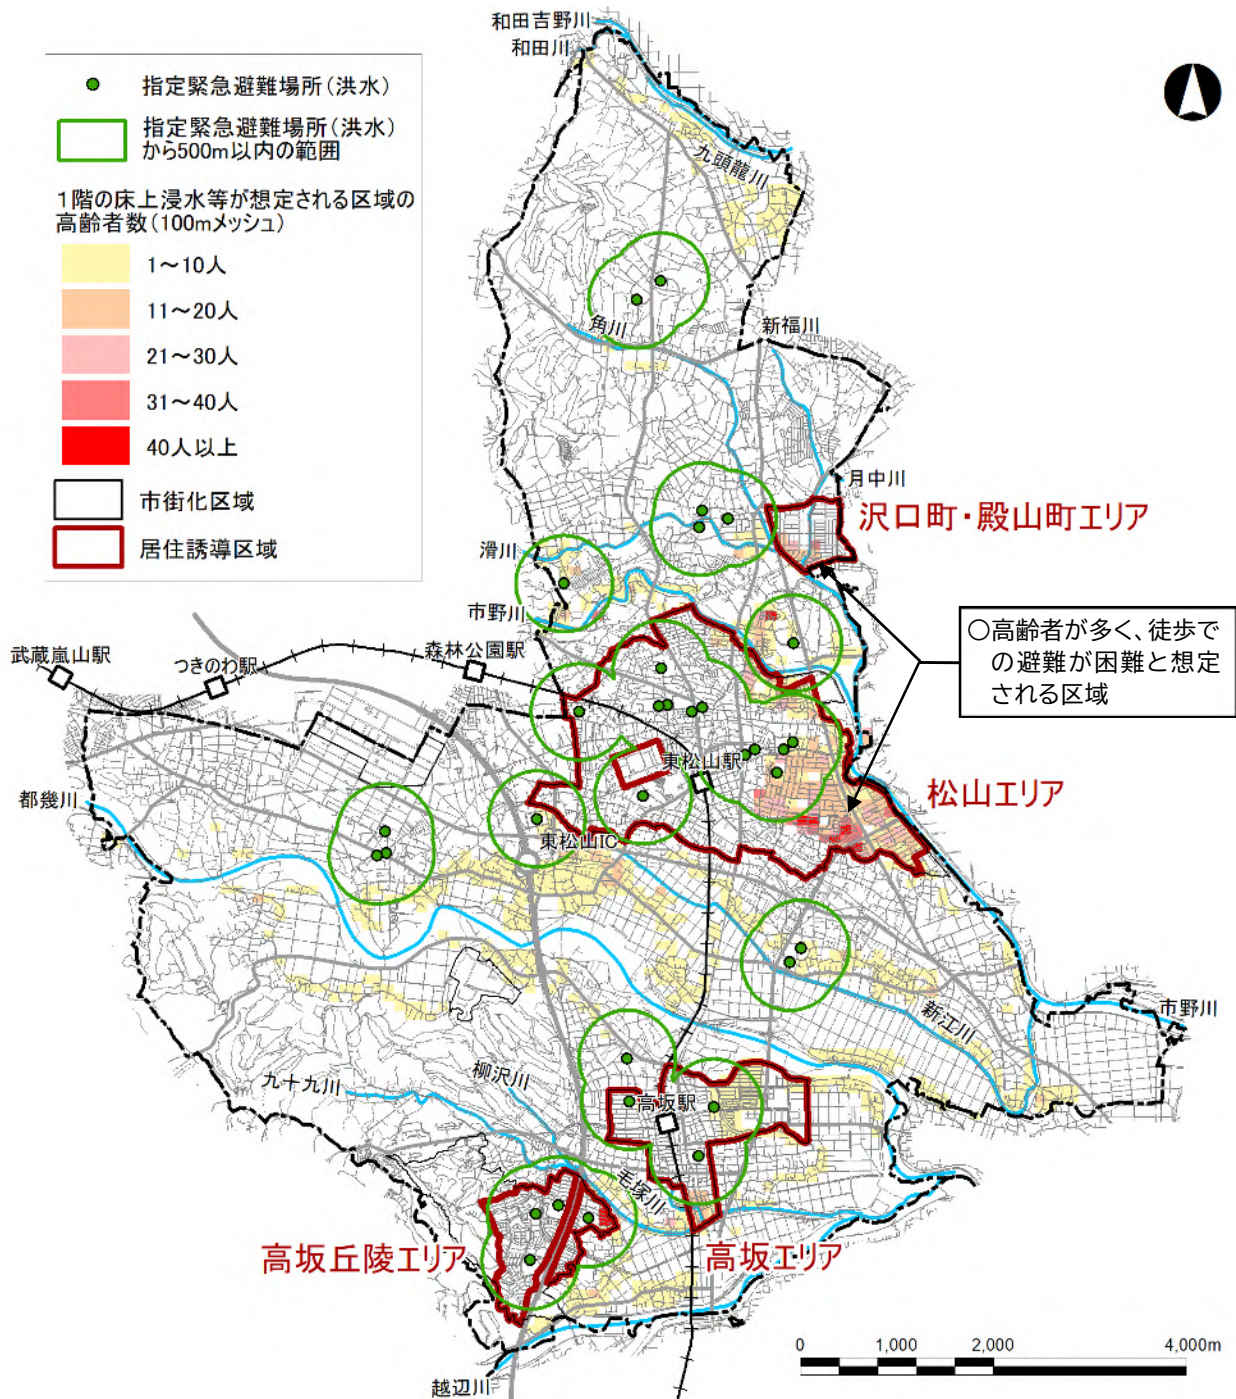 和田吉野川
和田川
指定緊急避難場所(洪水)
指定緊急避難場所(洪水)
から500m以内の範囲
1階の床上浸水等が想定される区域の
高齢者数(100mメッシュ)
1～10人
11～20人
21～30人
31～40人
40人以上
市街化区域
居住誘導区域
九頭龍川
角川
新福川
月中川
沢口町・殿山町エリア
滑川
市野川
○高齢者が多く、徒歩で
の避難が困難と想定
される区域
武蔵嵐山駅
つきのわ駅
森林公園駅
東松山駅
松山エリア
都幾川
東松山IC
新江川
市野川
九十九川
柳沢川
高坂駅
毛塚川
高坂丘陵エリア
高坂エリア
越辺川
0
1,000
2,000
4,000m